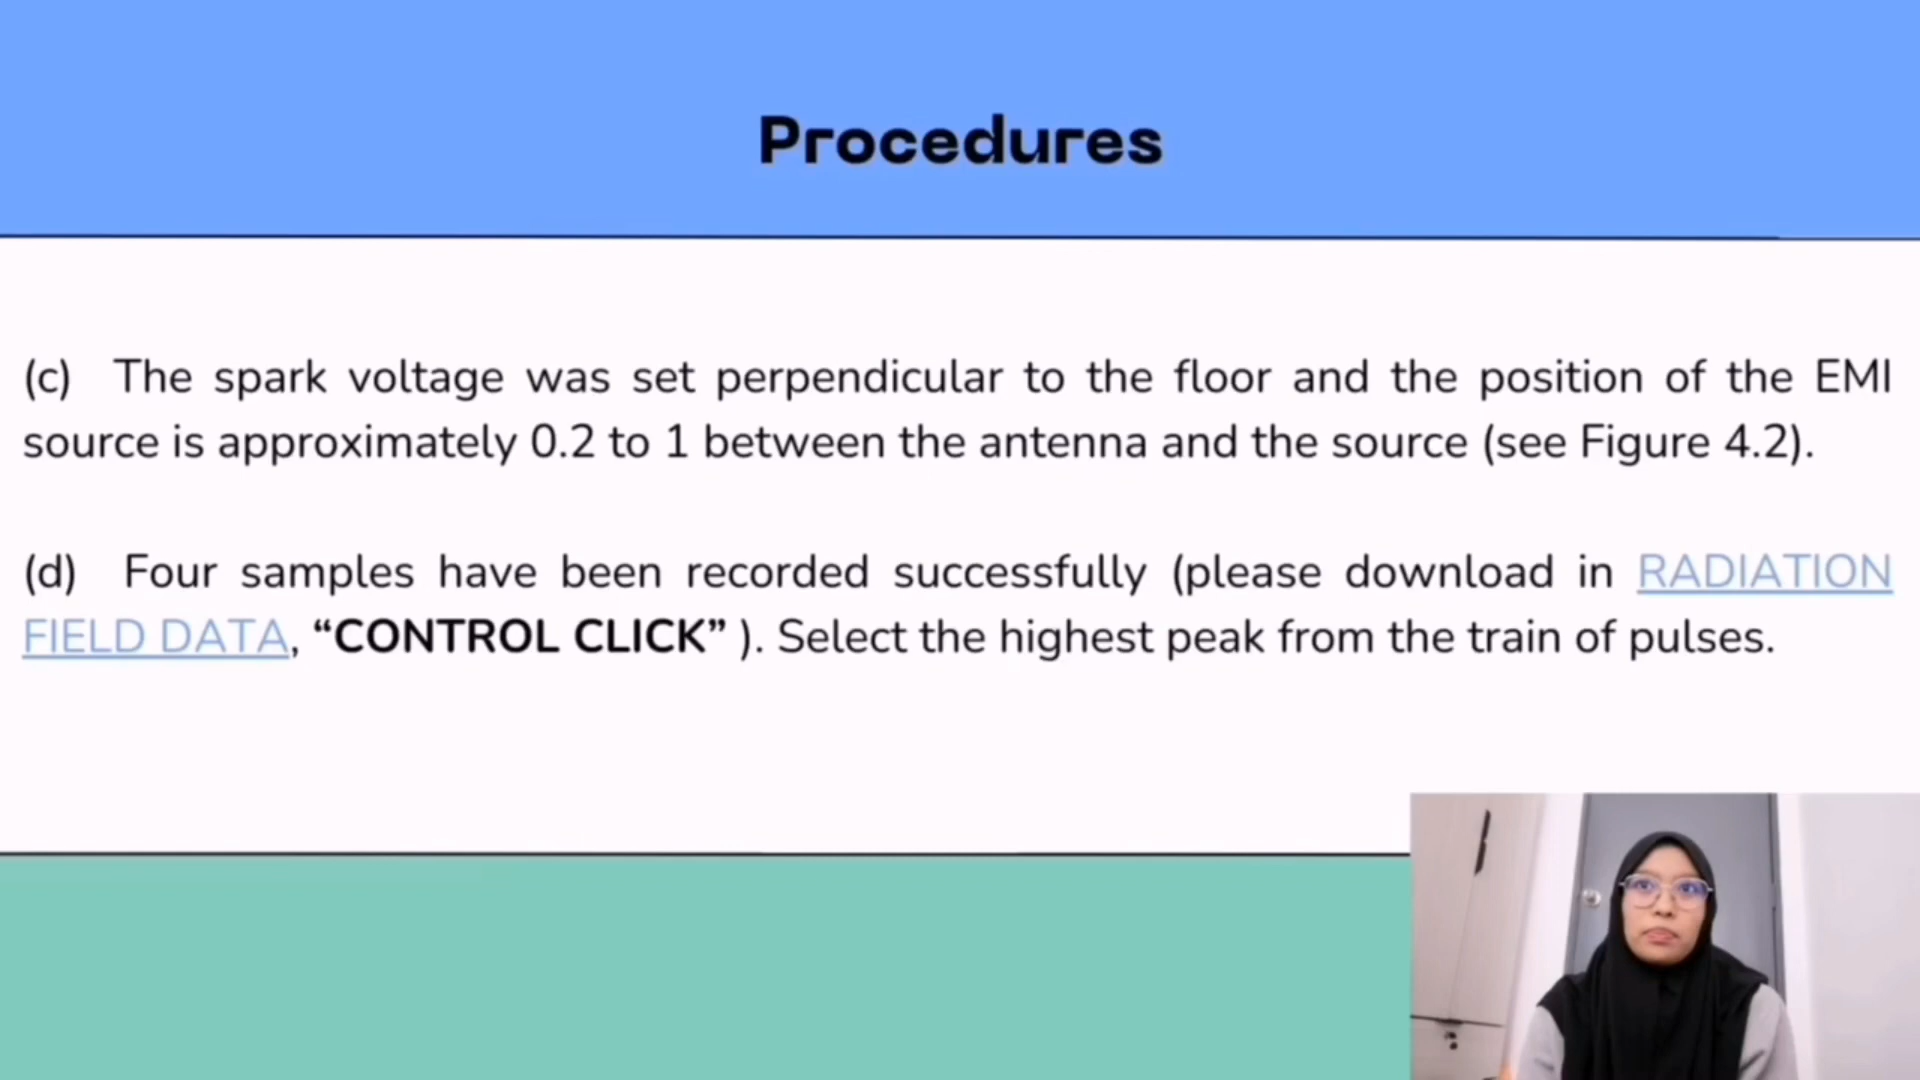 Procedures
(c) The spark voltage was set perpendicular to the floor and the position of the EMI
source is approximately 0.2 to 1 between the antenna and the source (see Figure 4.2).
(d) Four samples have been recorded successfully (please download in RADIATION
FIELD DATA, “CONTROL CLICK” ). Select the highest peak from the train of pulses.